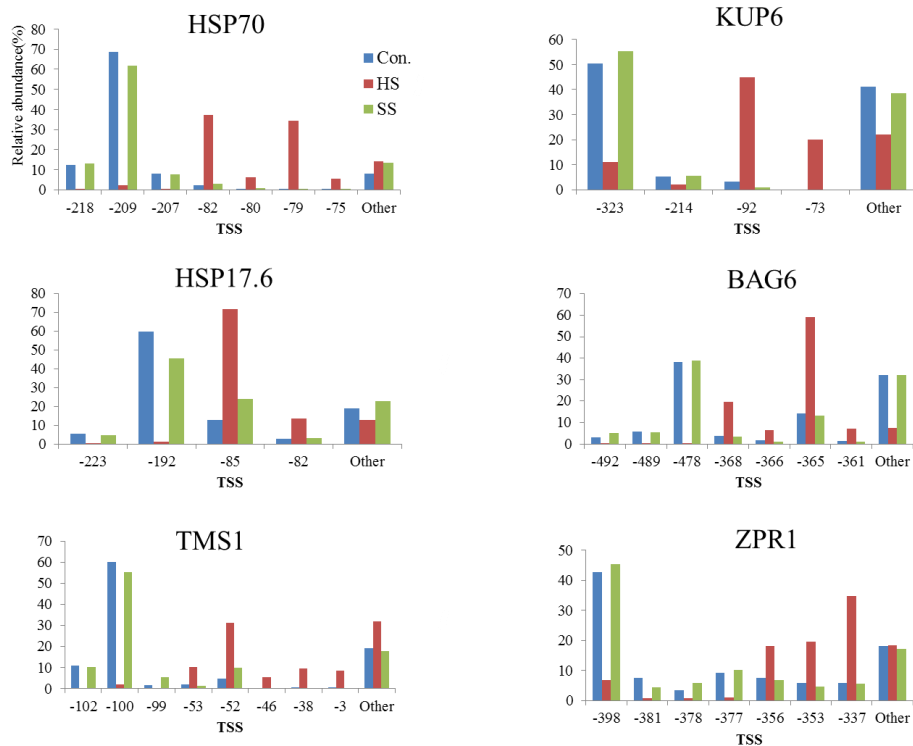 HSP70
Relative abundance(%)
80
70
60
50
40
30
20
10
0
Con.
HS
SS
-218 -209 -207 -82 -80 -79 -75 Other
TSS
KUP6
60
50
40
30
20
10
0
-323 -214 -92 -73 Other
TSS
HSP17.6
80
70
60
50
40
30
20
10
0
-223 -192 -85 -82 Other
TSS
BAG6
70
60
50
40
30
20
10
0
-492 -489 -478 -368 -366 -365 -361 Other
TSS
TMS1
70
60
50
40
30
20
10
0
-102 -100 -99 -53 -52 -46 -38 -3 Other
TSS
ZPR1
50
40
30
20
10
0
-398 -381 -378 -377 -356 -353 -337 Other
TSS